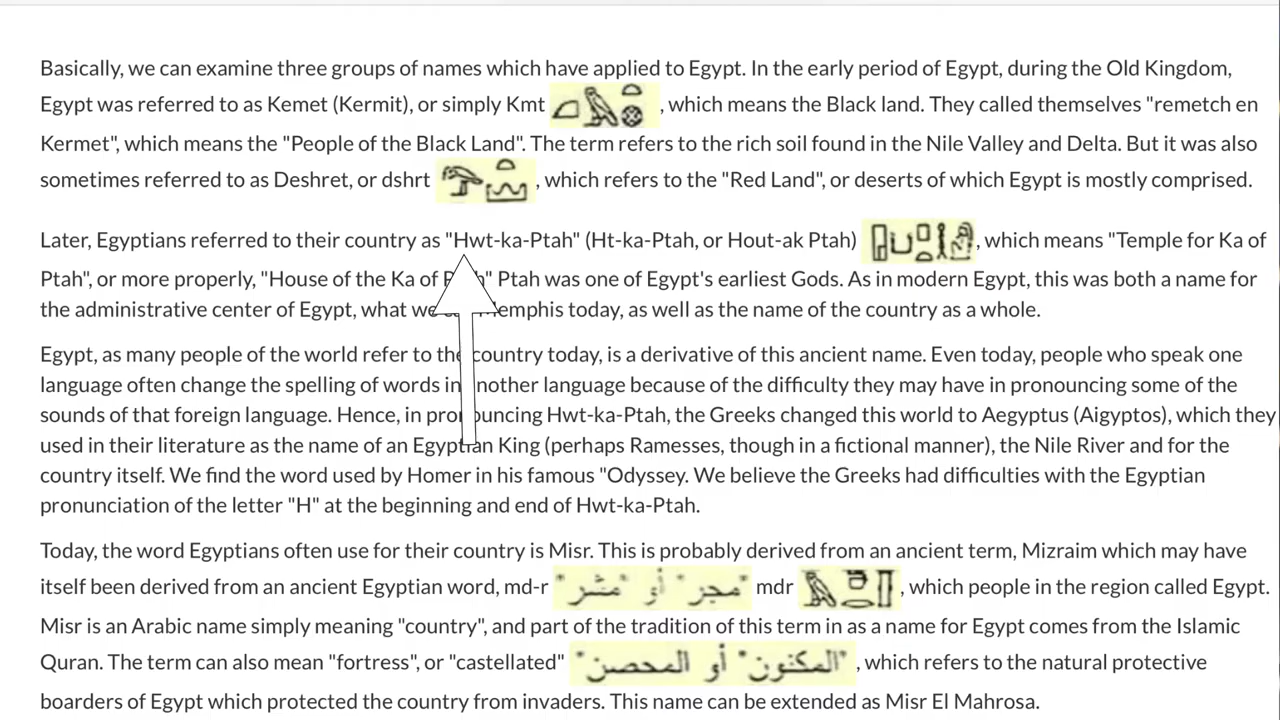 Basically, we can examine three groups of names which have applied to Egypt. In the early period of Egypt, during the Old Kingdom,
Egypt was referred to as Kemet (Kermit), or simply Kmt , which means the Black land. They called themselves "remetch en
Kermet", which means the "People of the Black Land". The term refers to the rich soil found in the Nile Valley and Delta. But it was also
sometimes referred to as Deshret, or dshrt , which refers to the "Red Land", or deserts of which Egypt is mostly comprised.
Later, Egyptians referred to their country as "Hwt-ka-Ptah" (Ht-ka-Ptah, or Hout-ak Ptah) , which means "Temple for Ka of
Ptah", or more properly, "House of the Ka of Ptah" Ptah was one of Egypt's earliest Gods. As in modern Egypt, this was both a name for
the administrative center of Egypt, what we Memphis today, as well as the name of the country as a whole.
Egypt, as many people of the world refer to the country today, is a derivative of this ancient name. Even today, people who speak one
language often change the spelling of words in another language because of the difficulty they may have in pronouncing some of the
sounds of that foreign language. Hence, in pronouncing Hwt-ka-Ptah, the Greeks changed this world to Aegyptus (Aigyptos), which they
used in their literature as the name of an Egyptian King (perhaps Ramesses, though in a fictional manner), the Nile River and for the
country itself. We find the word used by Homer in his famous "Odyssey. We believe the Greeks had difficulties with the Egyptian
pronunciation of the letter "H" at the beginning and end of Hwt-ka-Ptah.
Today, the word Egyptians often use for their country is Misr. This is probably derived from an ancient term, Mizraim which may have
itself been derived from an ancient Egyptian word, md-r "مجر" أو "مشر" mdr , which people in the region called Egypt.
Misr is an Arabic name simply meaning "country", and part of the tradition of this term in as a name for Egypt comes from the Islamic
Quran. The term can also mean "fortress", or "castellated" "المكنون" أو "المحصن" , which refers to the natural protective
boarders of Egypt which protected the country from invaders. This name can be extended as Misr El Mahrosa.